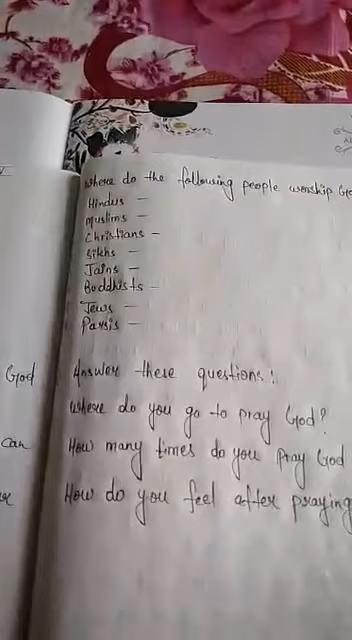 Where do the following people worship
Hindus -
Muslims -
Christians -
Sikhs -
Jains -
Buddhists -
Jews -
Parsis -
God
Answer these questions:
Where do you go to pray God?
can
How many times do you pray God
How do you feel after praying